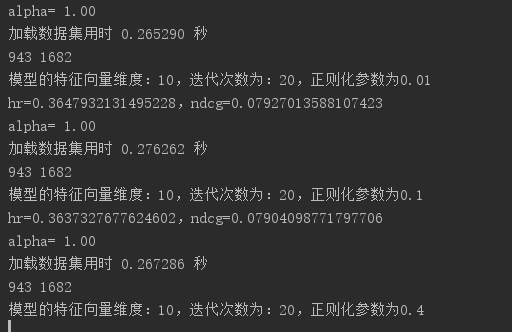 alpha= 1.00
加载数据集用时 0.265290 秒
943 1682
模型的特征向量维度：10，迭代次数为：20，正则化参数为0.01
hr=0.3647932131495228，ndcg=0.07927013588107423
alpha= 1.00
加载数据集用时 0.276262 秒
943 1682
模型的特征向量维度：10，迭代次数为：20，正则化参数为0.1
hr=0.3637327677624602，ndcg=0.07904098771797706
alpha= 1.00
加载数据集用时 0.267286 秒
943 1682
模型的特征向量维度：10，迭代次数为：20，正则化参数为0.4